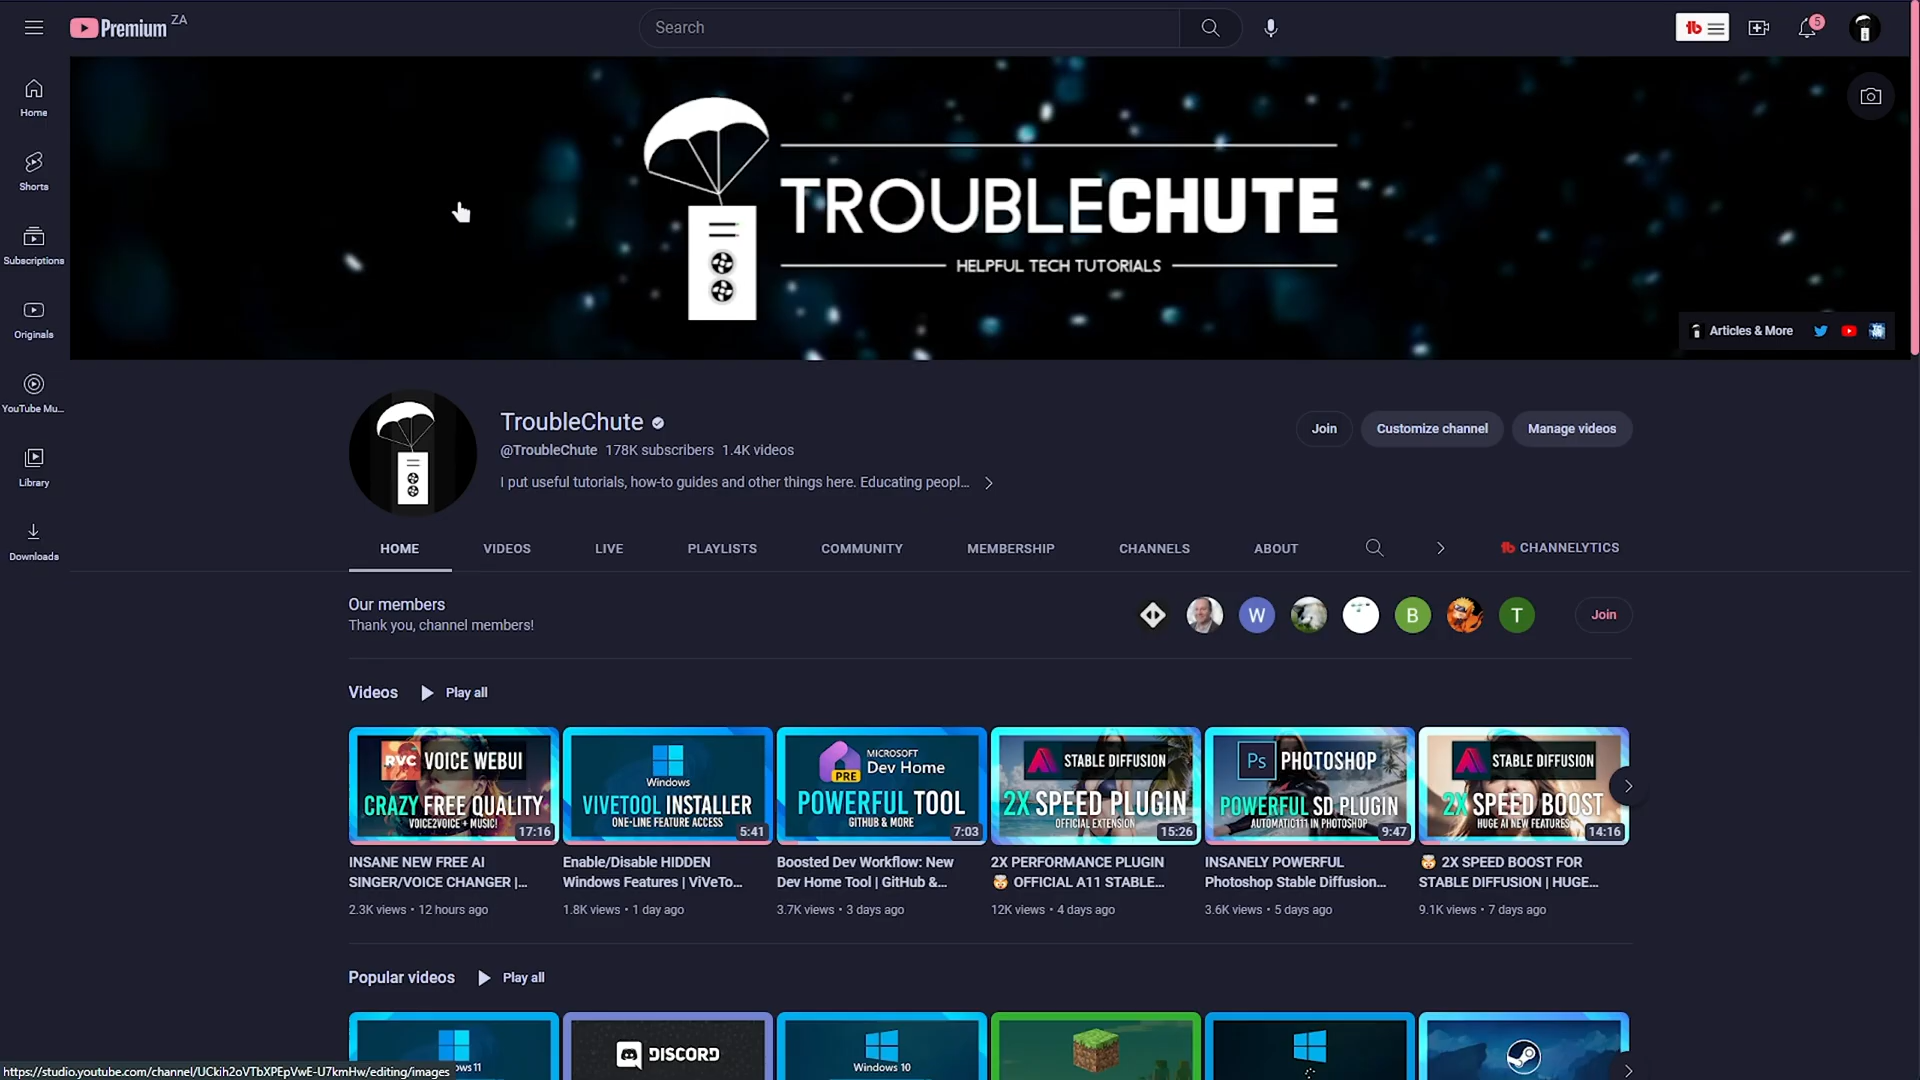 Premium ZA
Search
5
Home
Shorts
Subscriptions
Originals
YouTube Mu...
Library
Downloads
TROUBLECHUTE
HELPFUL TECH TUTORIALS
Articles & More
TroubleChute
@TroubleChute 178K subscribers 1.4K videos
I put useful tutorials, how-to guides and other things here. Educating peopl...
Join
Customize channel
Manage videos
HOME
VIDEOS
LIVE
PLAYLISTS
COMMUNITY
MEMBERSHIP
CHANNELS
ABOUT
CHANNELYTICS
Our members
Thank you, channel members!
W
B
T
Join
Videos
Play all
RVC VOICE WEBUI
CRAZY FREE QUALITY
VOICE2VOICE + MUSIC!
17:16
INSANE NEW FREE AI
SINGER/VOICE CHANGER |...
2.3K views • 12 hours ago
Windows
VIVETOOL INSTALLER
ONE-LINE FEATURE ACCESS
5:41
Enable/Disable HIDDEN
Windows Features | ViVeTo...
1.8K views • 1 day ago
PRE
MICROSOFT
Dev Home
POWERFUL TOOL
GITHUB & MORE
7:03
Boosted Dev Workflow: New
Dev Home Tool | GitHub &...
3.7K views • 3 days ago
STABLE DIFFUSION
2X SPEED PLUGIN
OFFICIAL EXTENSION
15:26
2X PERFORMANCE PLUGIN
🤯 OFFICIAL A11 STABLE...
12K views • 4 days ago
Ps PHOTOSHOP
POWERFUL SD PLUGIN
AUTOMATIC1111 IN PHOTOSHOP
9:47
INSANELY POWERFUL
Photoshop Stable Diffusion...
3.6K views • 5 days ago
STABLE DIFFUSION
2X SPEED BOOST
HUGE AI NEW FEATURES
14:16
🤯 2X SPEED BOOST FOR
STABLE DIFFUSION | HUGE...
9.1K views • 7 days ago
Popular videos
Play all
DISCORD
Windows 10
https://studio.youtube.com/channel/UCkih2oVTbXPEpVwE-U7kmHw/editing/images